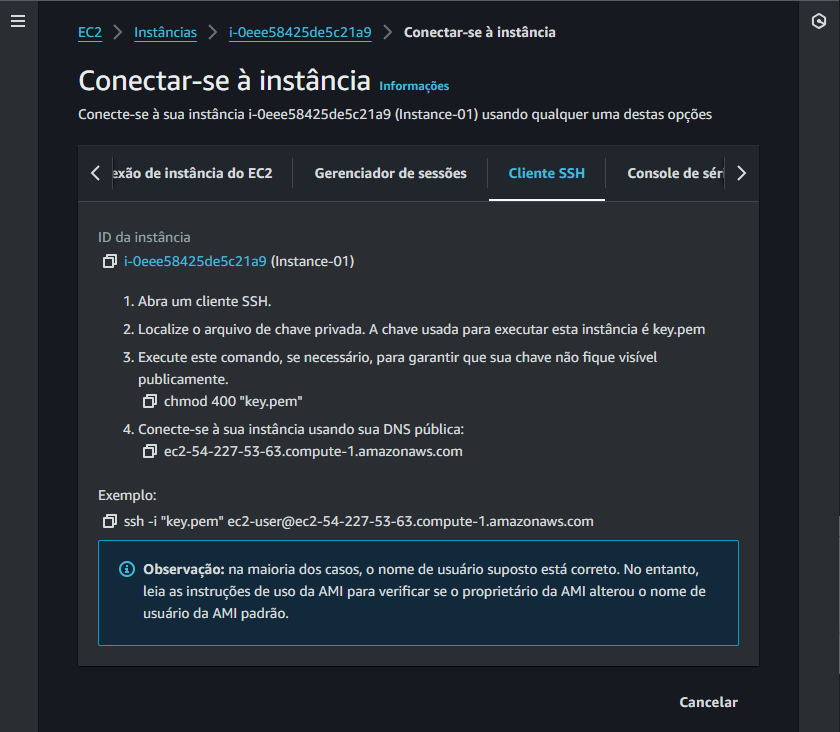 EC2 > Instâncias > i-0eee58425de5c21a9 > Conectar-se à instância
Conectar-se à instância Informações
Conecte-se à sua instância i-0eee58425de5c21a9 (Instance-01) usando qualquer uma destas opções
exão de instância do EC2 Gerenciador de sessões Cliente SSH Console de séri
ID da instância
i-0eee58425de5c21a9 (Instance-01)
1. Abra um cliente SSH.
2. Localize o arquivo de chave privada. A chave usada para executar esta instância é key.pem
3. Execute este comando, se necessário, para garantir que sua chave não fique visível
publicamente.
chmod 400 "key.pem"
4. Conecte-se à sua instância usando sua DNS pública:
ec2-54-227-53-63.compute-1.amazonaws.com
Exemplo:
ssh -i "key.pem" ec2-user@ec2-54-227-53-63.compute-1.amazonaws.com
Observação: na maioria dos casos, o nome de usuário suposto está correto. No entanto,
leia as instruções de uso da AMI para verificar se o proprietário da AMI alterou o nome de
usuário da AMI padrão.
Cancelar